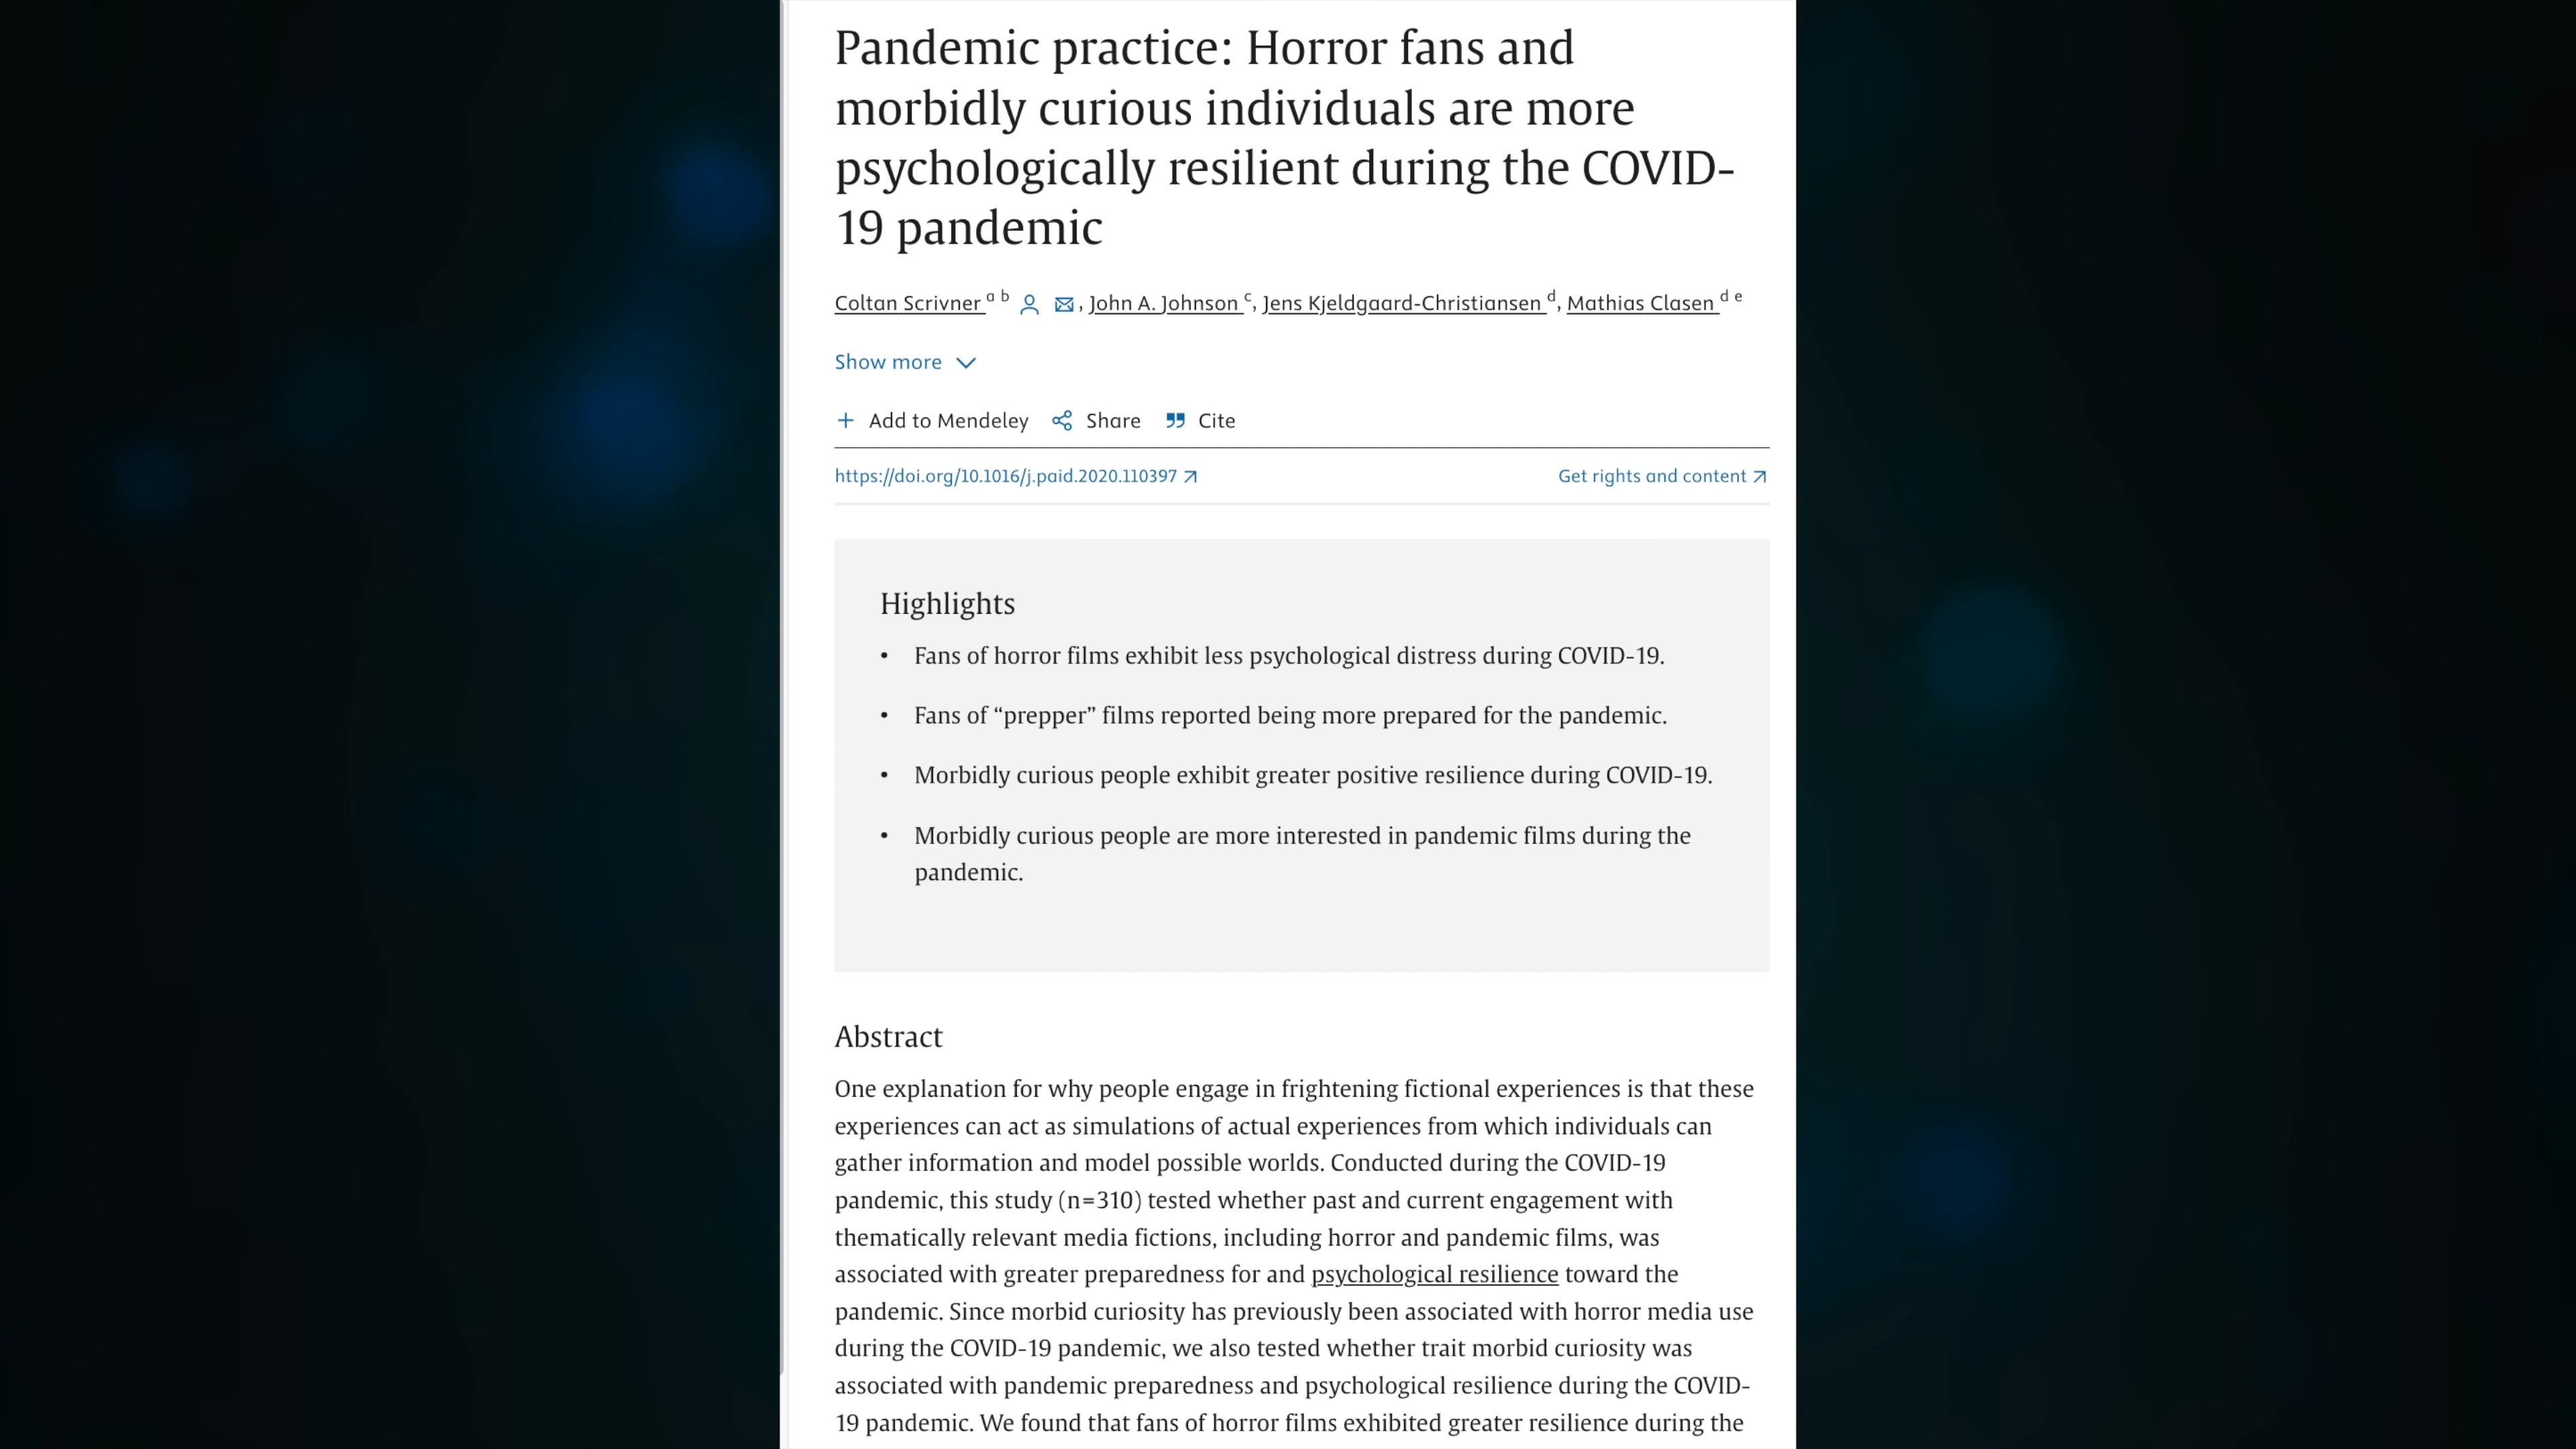 Pandemic practice: Horror fans and
morbidly curious individuals are more
psychologically resilient during the COVID-
19 pandemic
Coltan Scrivner a b , John A. Johnson c, Jens Kjeldgaard-Christiansen d, Mathias Clasen d e
Show more
Add to Mendeley Share Cite
https://doi.org/10.1016/j.paid.2020.110397 Get rights and content
Highlights
• Fans of horror films exhibit less psychological distress during COVID-19.
• Fans of “prepper” films reported being more prepared for the pandemic.
• Morbidly curious people exhibit greater positive resilience during COVID-19.
• Morbidly curious people are more interested in pandemic films during the
pandemic.
Abstract
One explanation for why people engage in frightening fictional experiences is that these
experiences can act as simulations of actual experiences from which individuals can
gather information and model possible worlds. Conducted during the COVID-19
pandemic, this study (n=310) tested whether past and current engagement with
thematically relevant media fictions, including horror and pandemic films, was
associated with greater preparedness for and psychological resilience toward the
pandemic. Since morbid curiosity has previously been associated with horror media use
during the COVID-19 pandemic, we also tested whether trait morbid curiosity was
associated with pandemic preparedness and psychological resilience during the COVID-
19 pandemic. We found that fans of horror films exhibited greater resilience during the